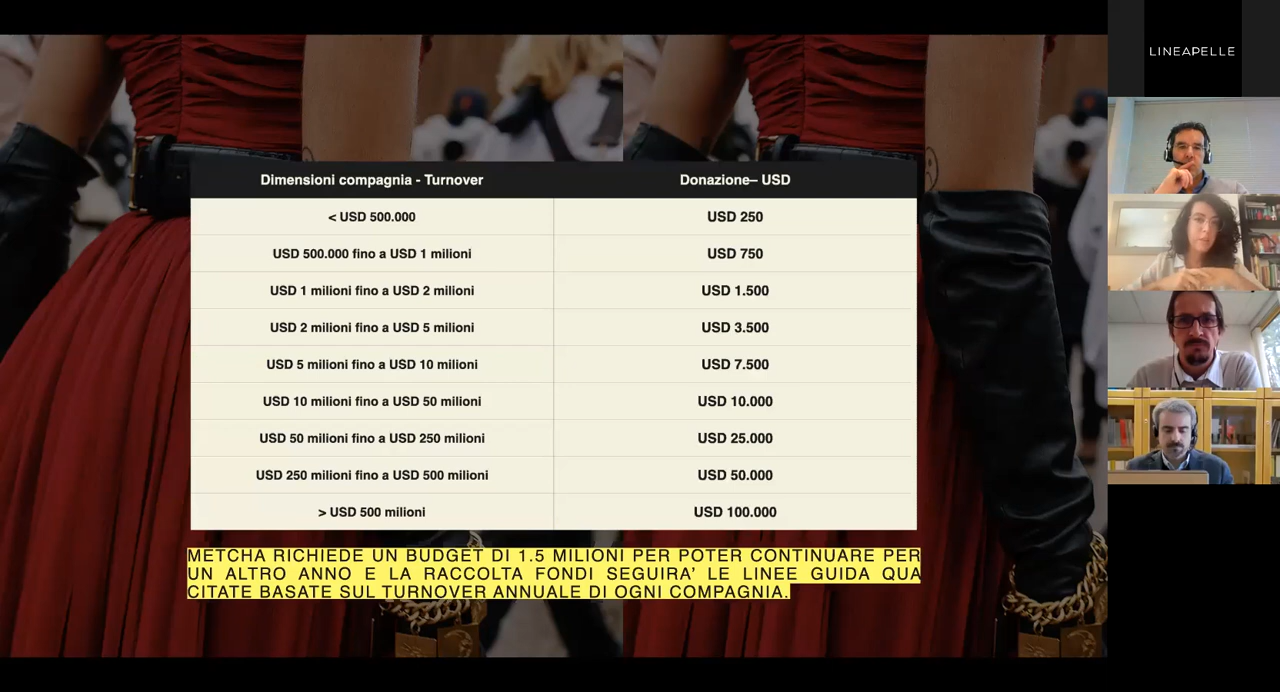 LINEAPELLE
Dimensioni compagnia - Turnover Donazione– USD
< USD 500.000 USD 250
USD 500.000 fino a USD 1 milioni USD 750
USD 1 milioni fino a USD 2 milioni USD 1.500
USD 2 milioni fino a USD 5 milioni USD 3.500
USD 5 milioni fino a USD 10 milioni USD 7.500
USD 10 milioni fino a USD 50 milioni USD 10.000
USD 50 milioni fino a USD 250 milioni USD 25.000
USD 250 milioni fino a USD 500 milioni USD 50.000
> USD 500 milioni USD 100.000
METCHA RICHIEDE UN BUDGET DI 1.5 MILIONI PER POTER CONTINUARE PER
UN ALTRO ANNO E LA RACCOLTA FONDI SEGUIRA’ LE LINEE GUIDA QUA
CITATE BASATE SUL TURNOVER ANNUALE DI OGNI COMPAGNIA.